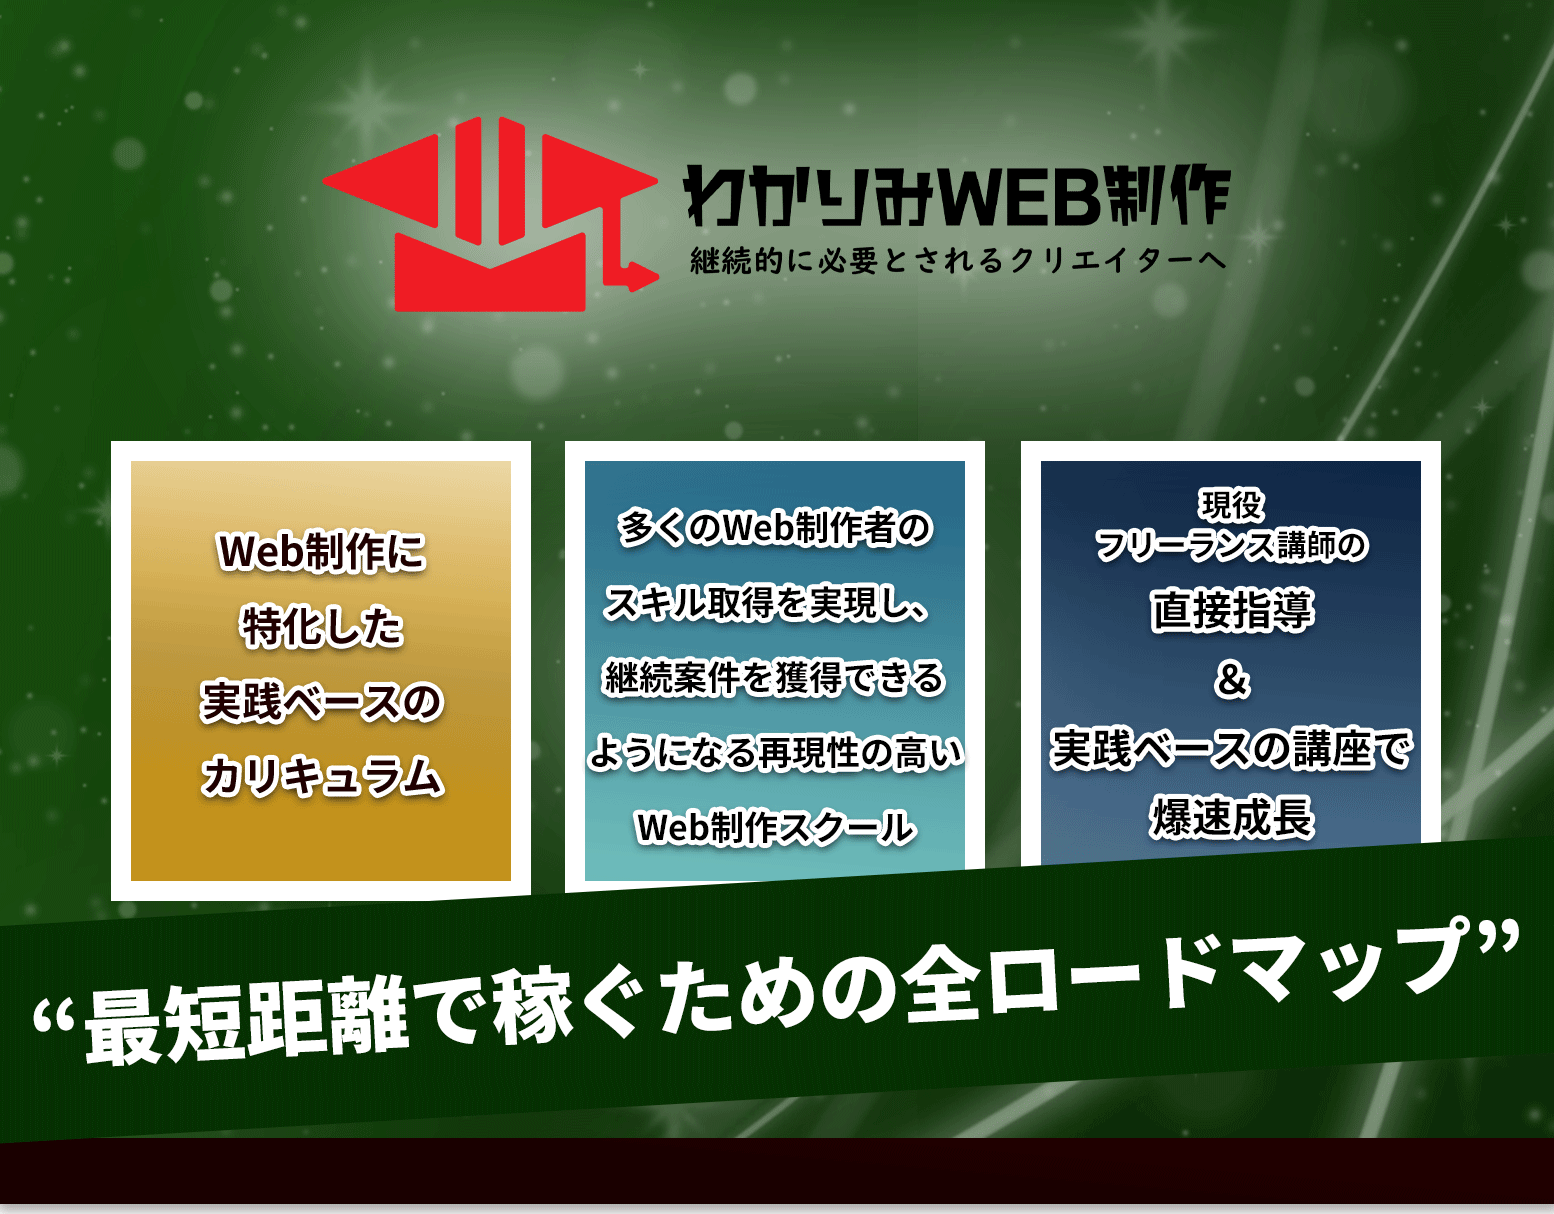 わかりみWEB制作
継続的に必要とされるクリエイターへ
Web制作に
特化した
実践ベースの
カリキュラム
多くのWeb制作者の
スキル取得を実現し、
継続案件を獲得できる
ようになる再現性の高い
Web制作スクール
現役
フリーランス講師の
直接指導
&
実践ベースの講座で
爆速成長
“最短距離で稼ぐための全ロードマップ”